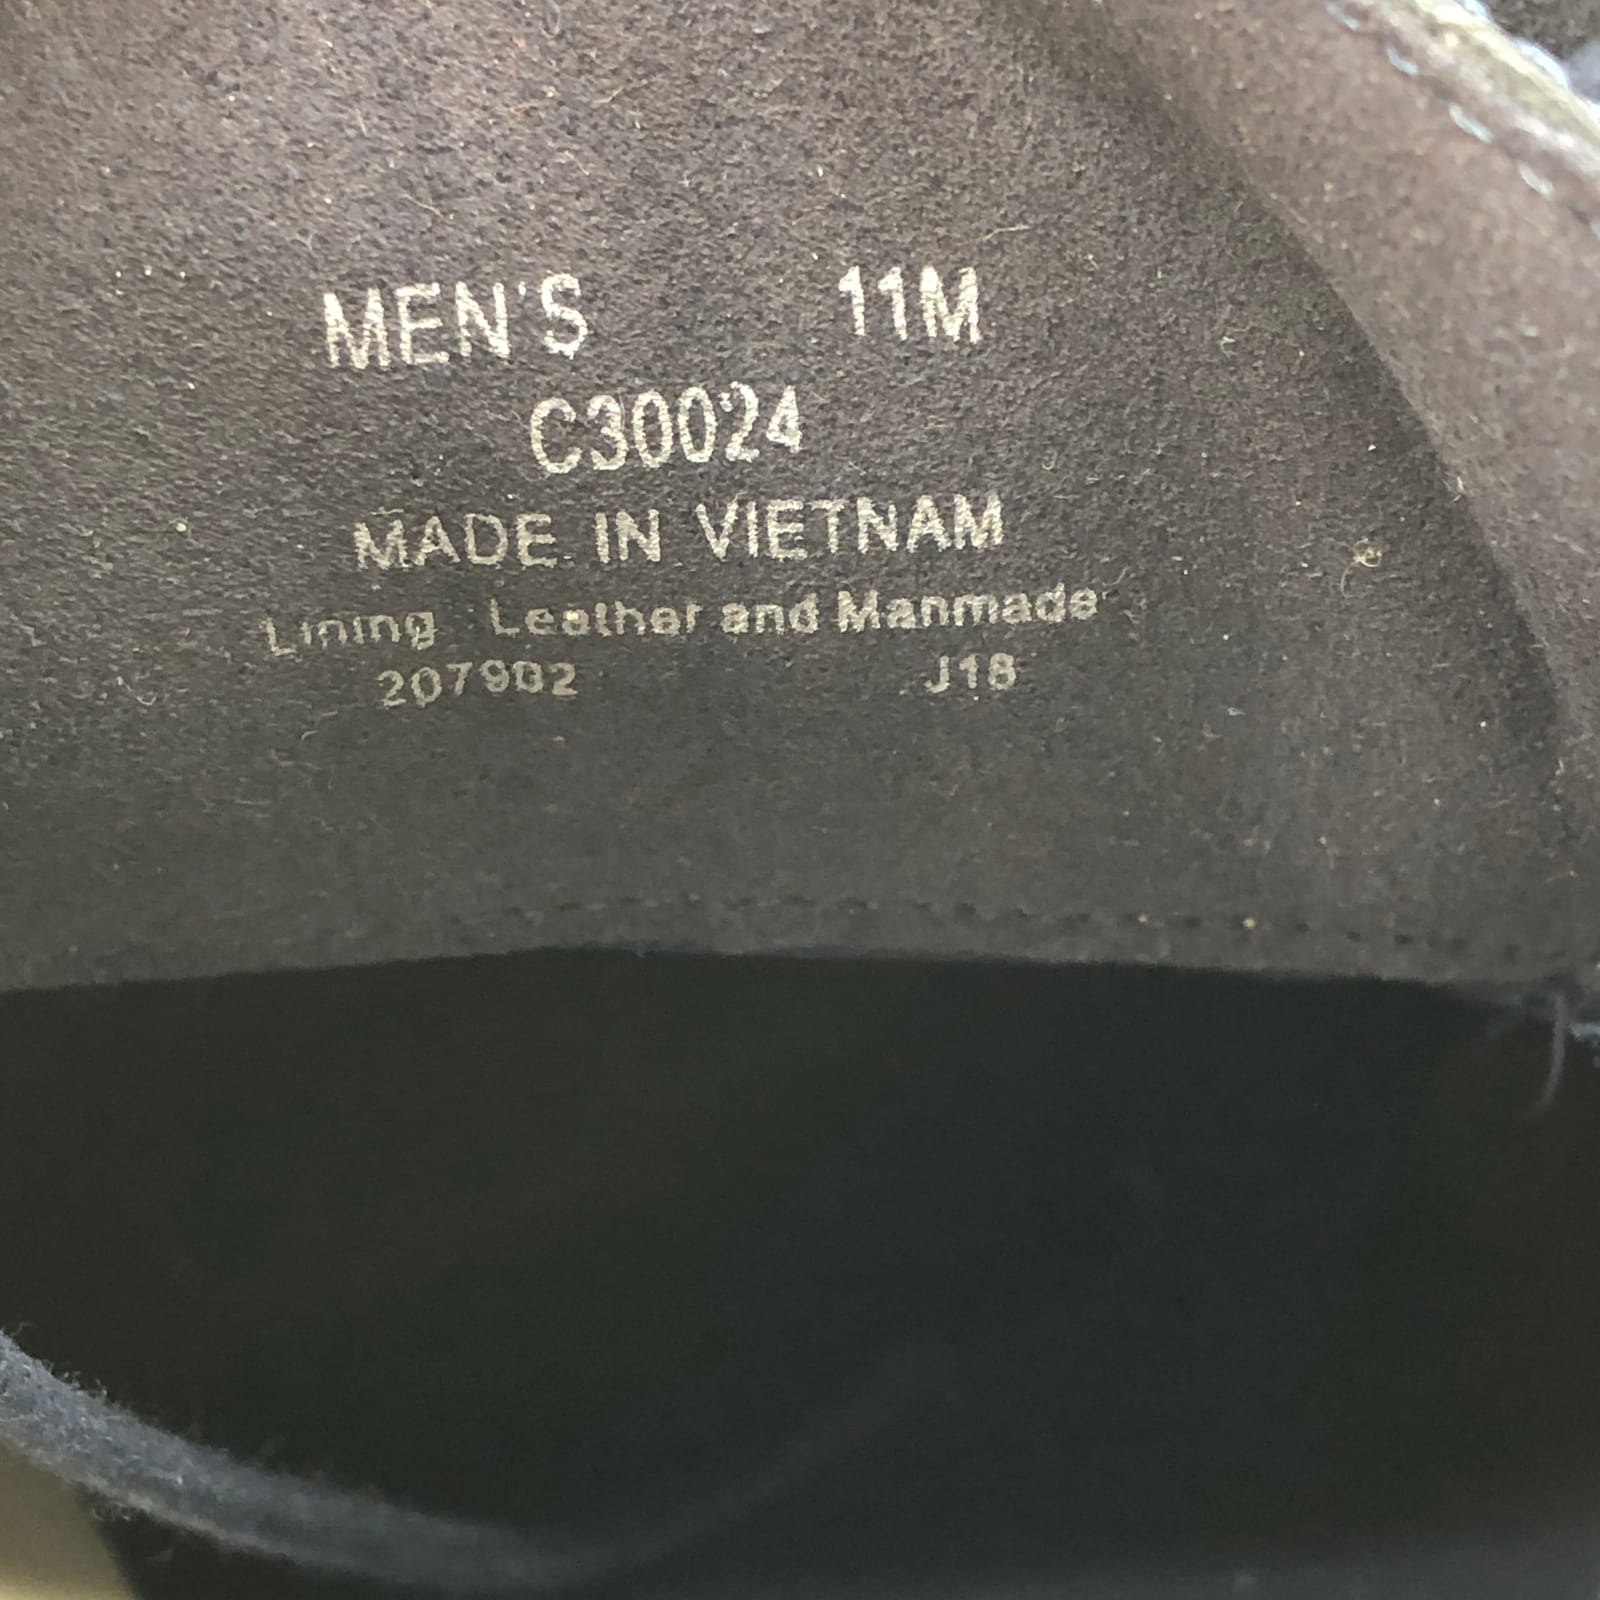 MEN'S 11M
C30024
MADE IN VIETNAM
Lining Leather and Manmade
207902 J18